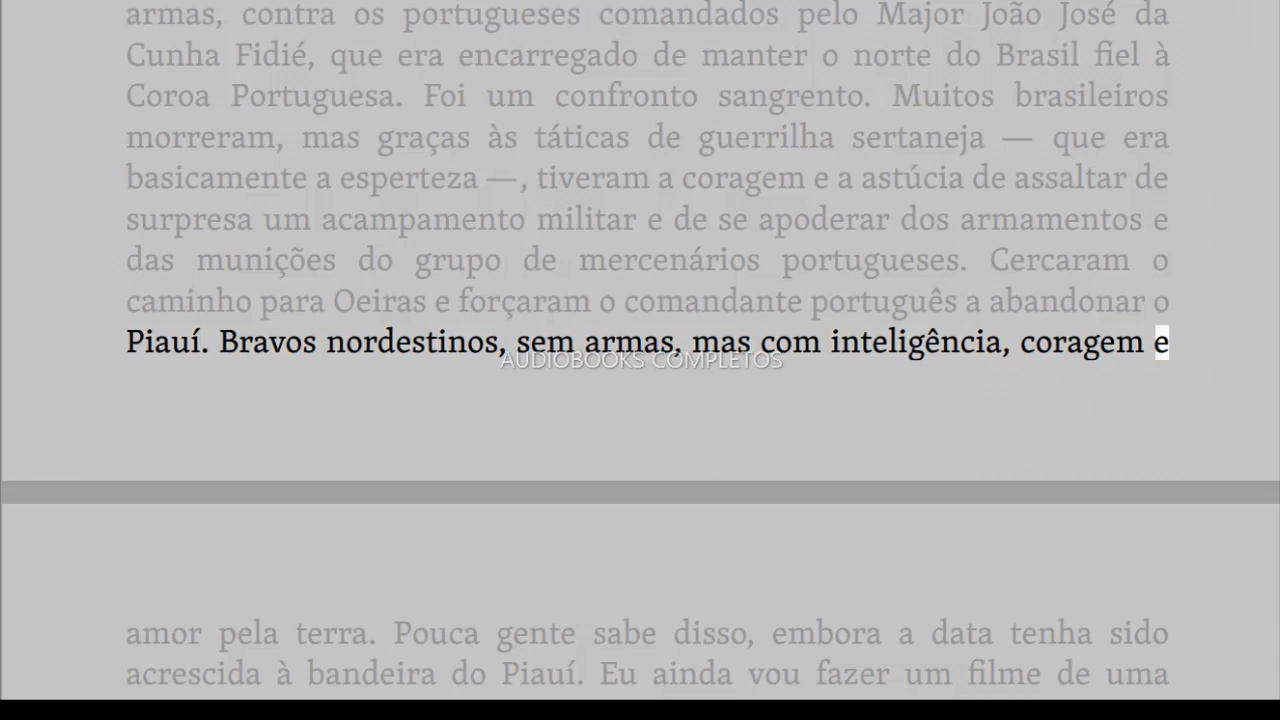 armas, contra os portugueses comandados pelo Major João José da
Cunha Fidié, que era encarregado de manter o norte do Brasil fiel à
Coroa Portuguesa. Foi um confronto sangrento. Muitos brasileiros
morreram, mas graças às táticas de guerrilha sertaneja — que era
basicamente a esperteza —, tiveram a coragem e a astúcia de assaltar de
surpresa um acampamento militar e de se apoderar dos armamentos e
das munições do grupo de mercenários portugueses. Cercaram o
caminho para Oeiras e forçaram o comandante português a abandonar o
Piauí. Bravos nordestinos, sem armas, mas com inteligência, coragem e
AUDIOBOOKS COMPLETOS
amor pela terra. Pouca gente sabe disso, embora a data tenha sido
acrescida à bandeira do Piauí. Eu ainda vou fazer um filme de uma